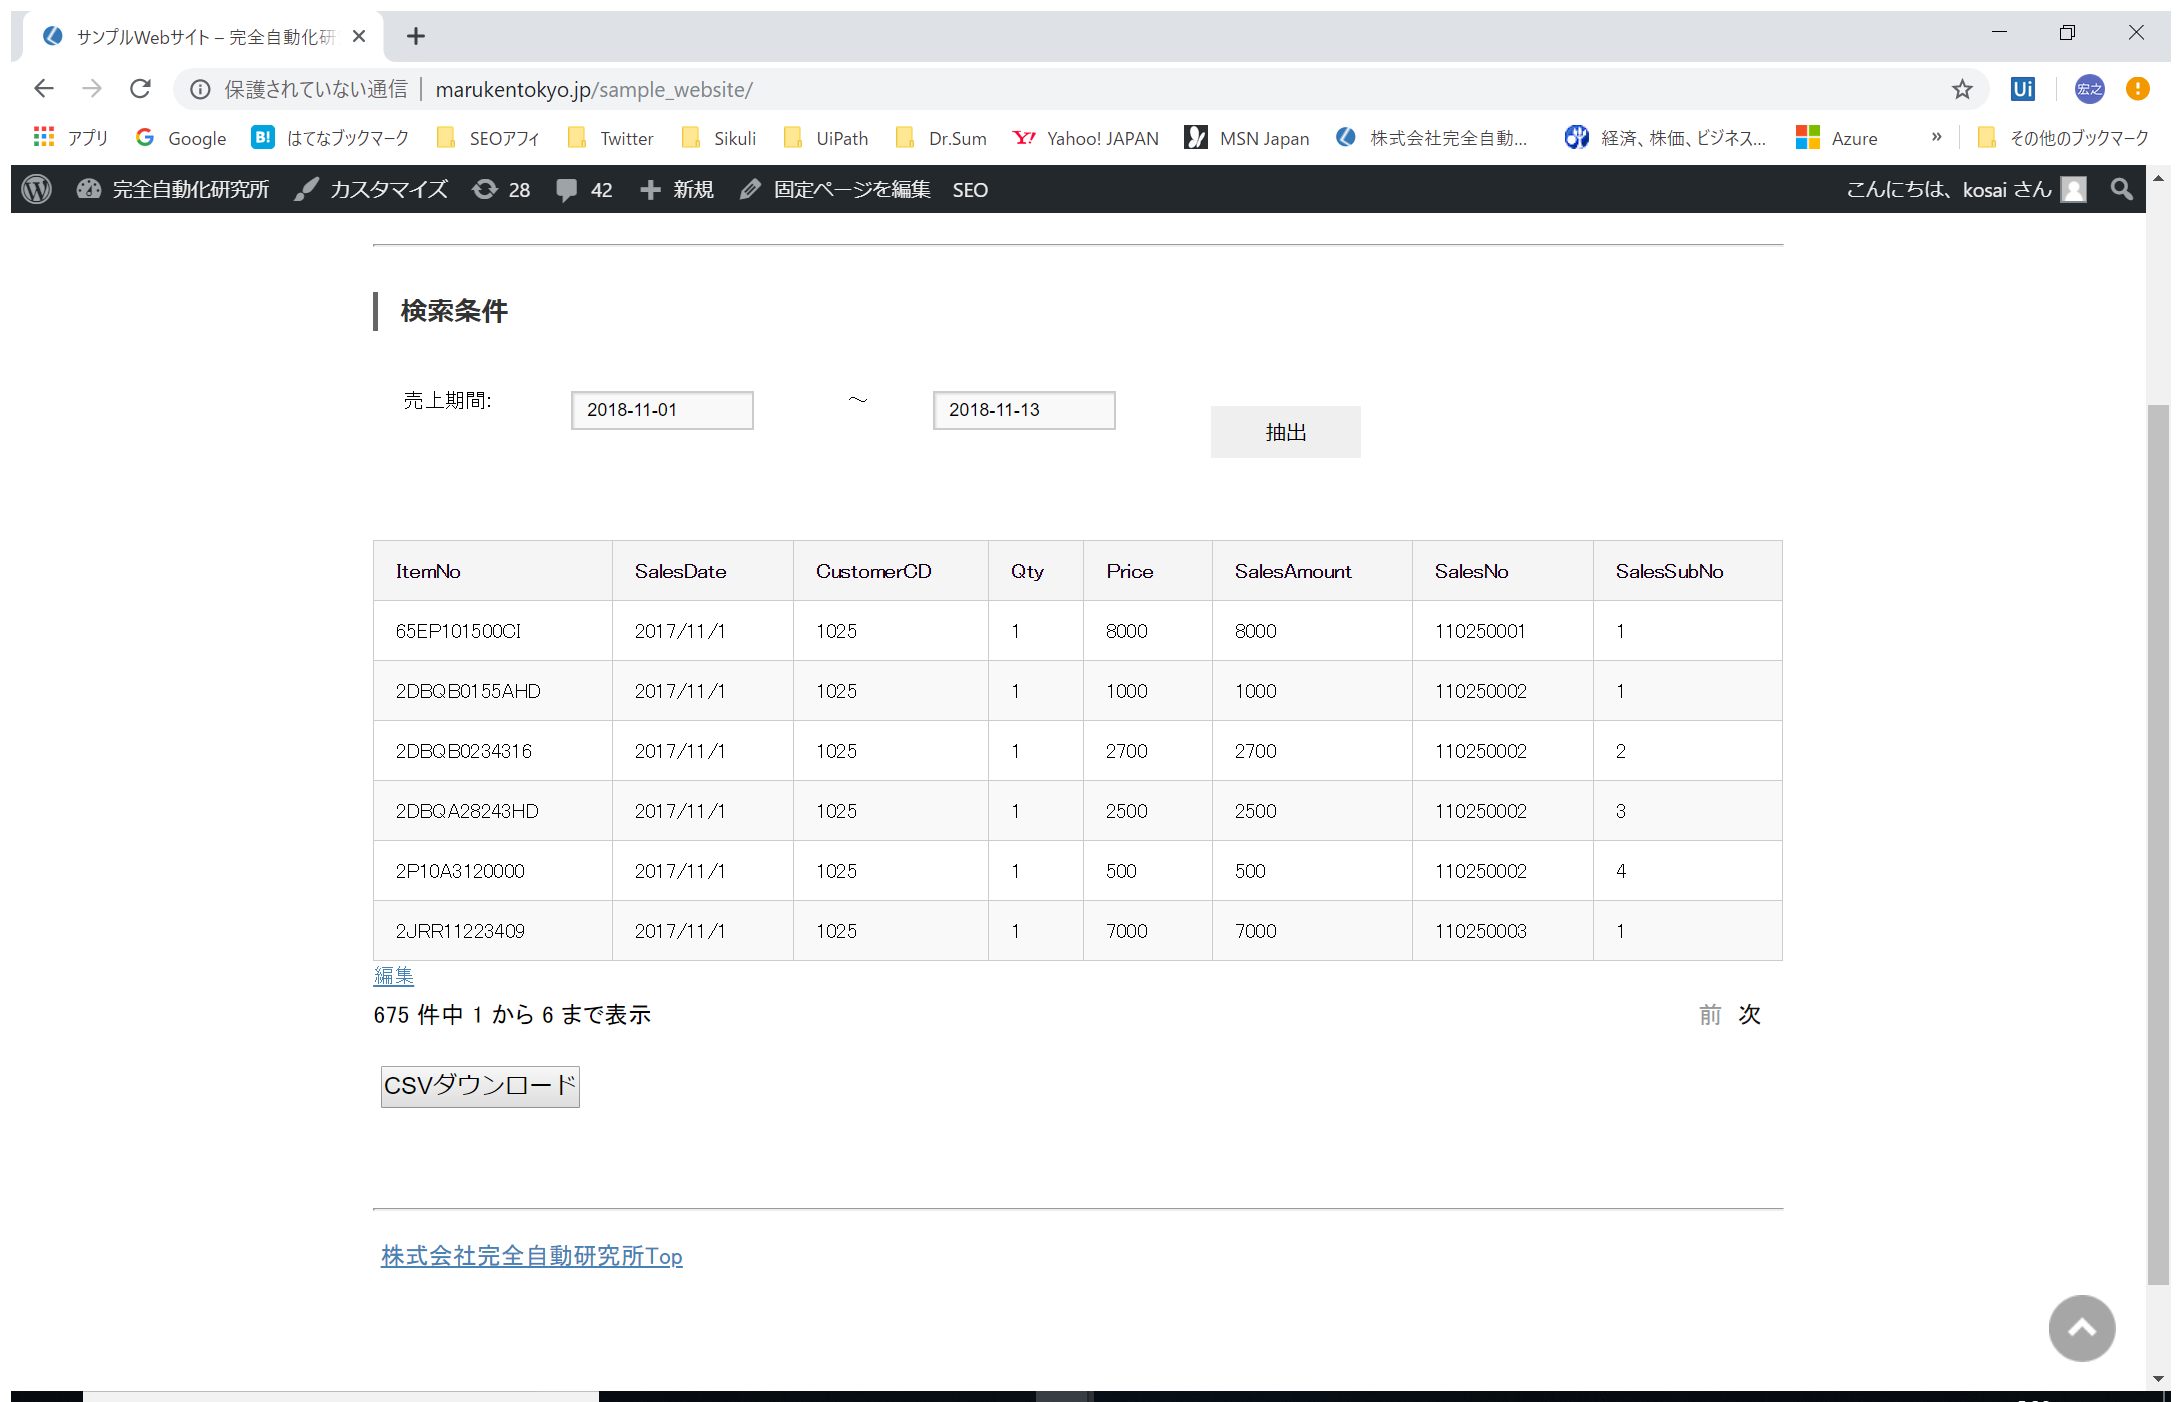 サンプルWebサイト – 完全自動化研
保護されていない通信 | marukentokyo.jp/sample_website/
Ui 宏之
アプリ Google B! はてなブックマーク SEOアフィ Twitter Sikuli UiPath Dr.Sum Y! Yahoo! JAPAN MSN Japan 株式会社完全自動... 経済、株価、ビジネス... Azure » その他のブックマーク
完全自動化研究所 カスタマイズ 28 42 新規 固定ページを編集 SEO こんにちは、kosai さん
検索条件
売上期間: 2018-11-01 ～ 2018-11-13
抽出
ItemNo SalesDate CustomerCD Qty Price SalesAmount SalesNo SalesSubNo
65EP101500CI 2017/11/1 1025 1 8000 8000 110250001 1
2DBQB0155AHD 2017/11/1 1025 1 1000 1000 110250002 1
2DBQB0234316 2017/11/1 1025 1 2700 2700 110250002 2
2DBQA28243HD 2017/11/1 1025 1 2500 2500 110250002 3
2P10A3120000 2017/11/1 1025 1 500 500 110250002 4
2JRR11223409 2017/11/1 1025 1 7000 7000 110250003 1
編集
675 件中 1 から 6 まで表示 前 次
CSVダウンロード
株式会社完全自動研究所Top